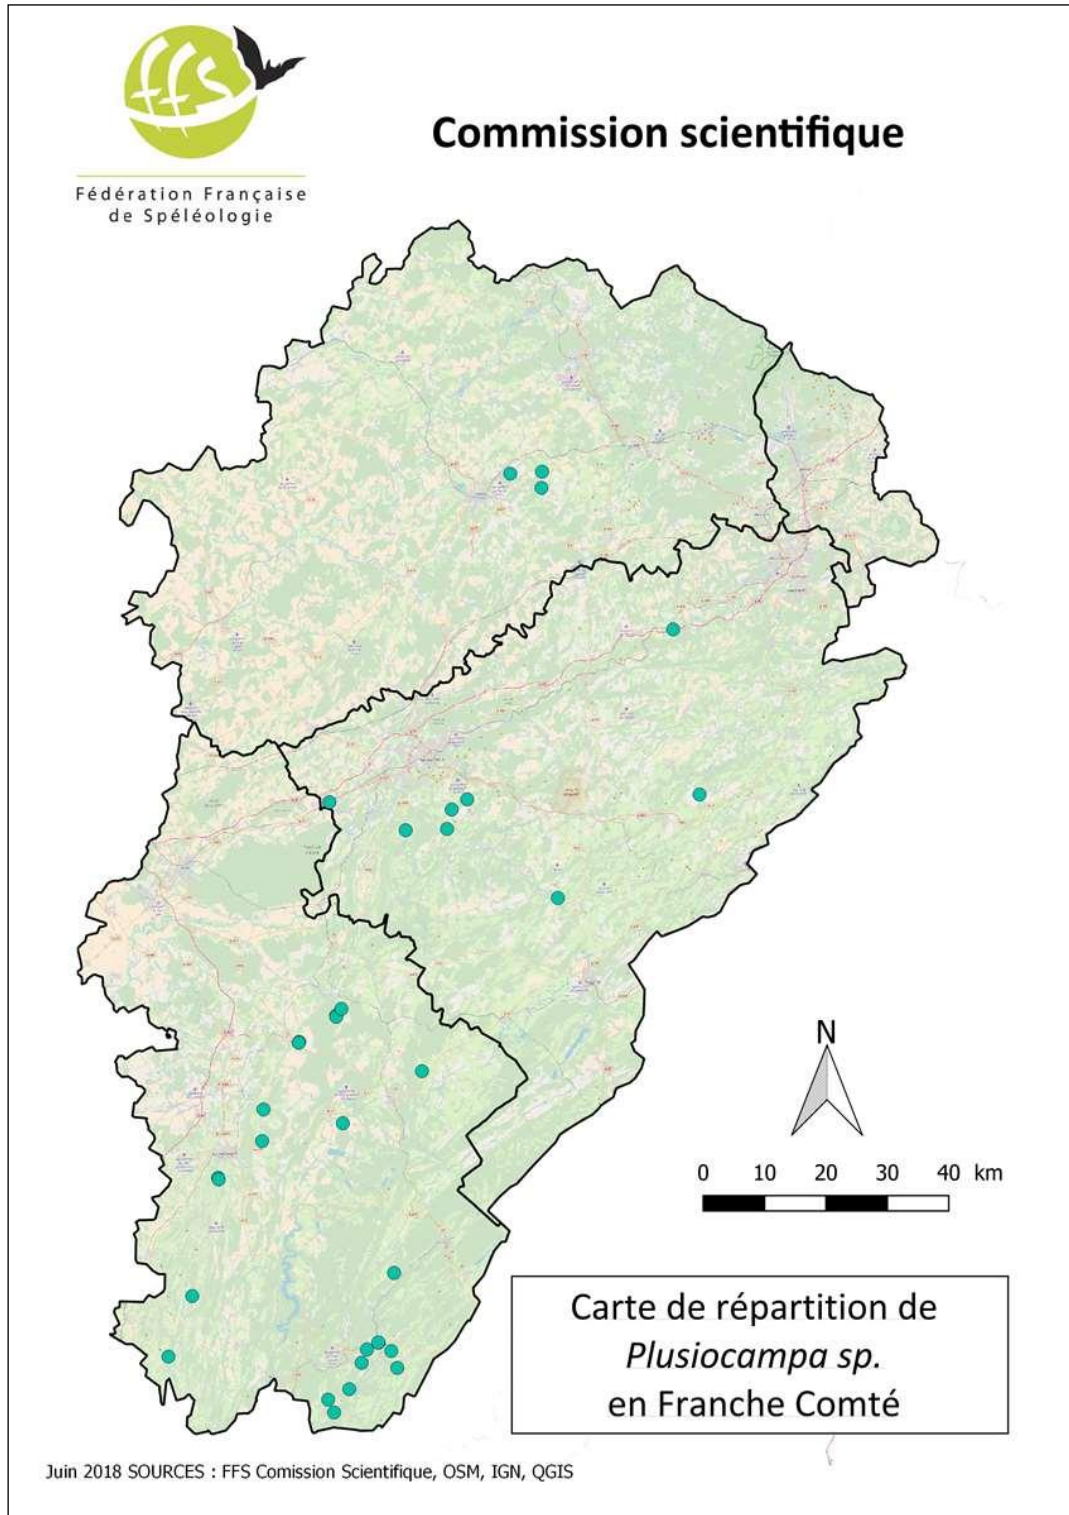 ffs
Commission scientifique
Fédération Française
de Spéléologie
N
0 10 20 30 40 km
Carte de répartition de
Plusiocampa sp.
en Franche Comté
Juin 2018 SOURCES : FFS Comission Scientifique, OSM, IGN, QGIS